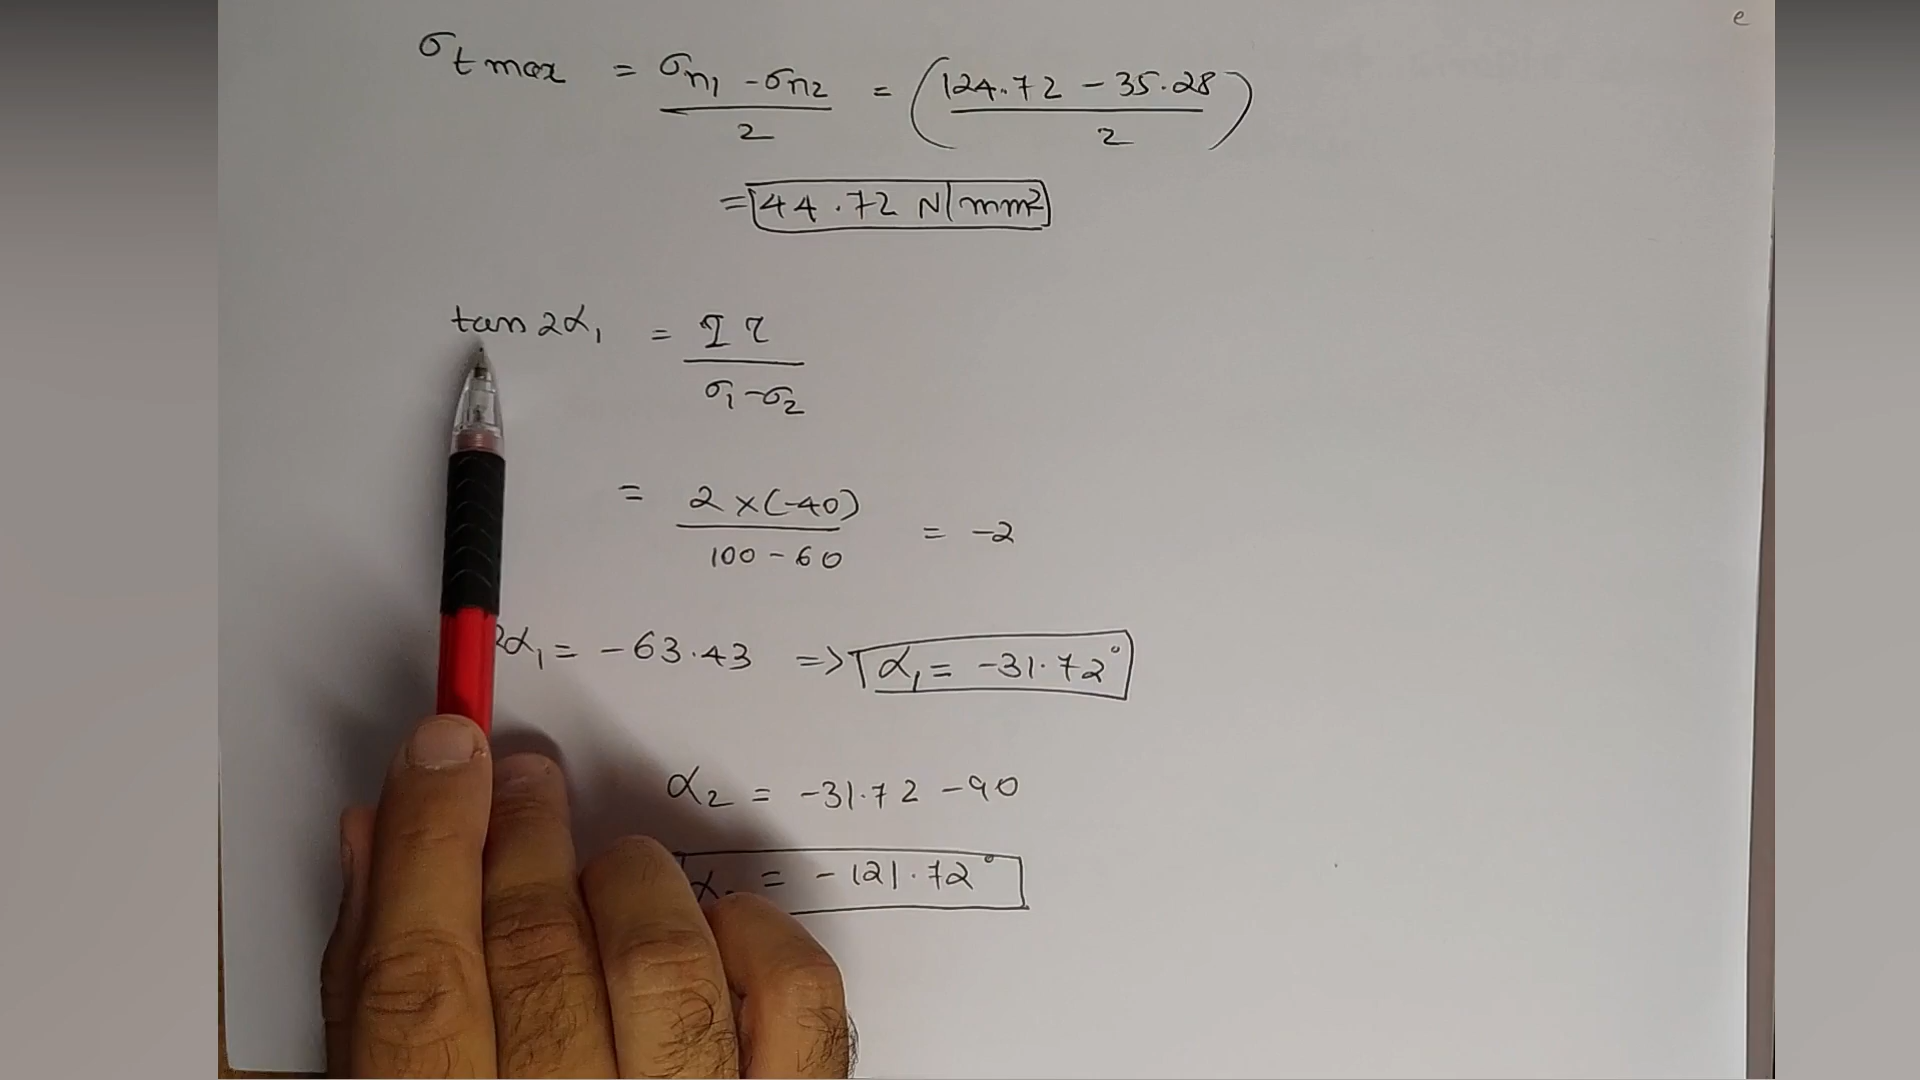 e
σt max = σn1 - σn2 / 2 = (124.72 - 35.28 / 2)
= 44.72 N/mm²
tan 2α1 = 2τ / σ1 - σ2
= 2 × (-40) / 100 - 60 = -2
2α1 = -63.43 => α1 = -31.72°
α2 = -31.72 - 90
= -121.72°